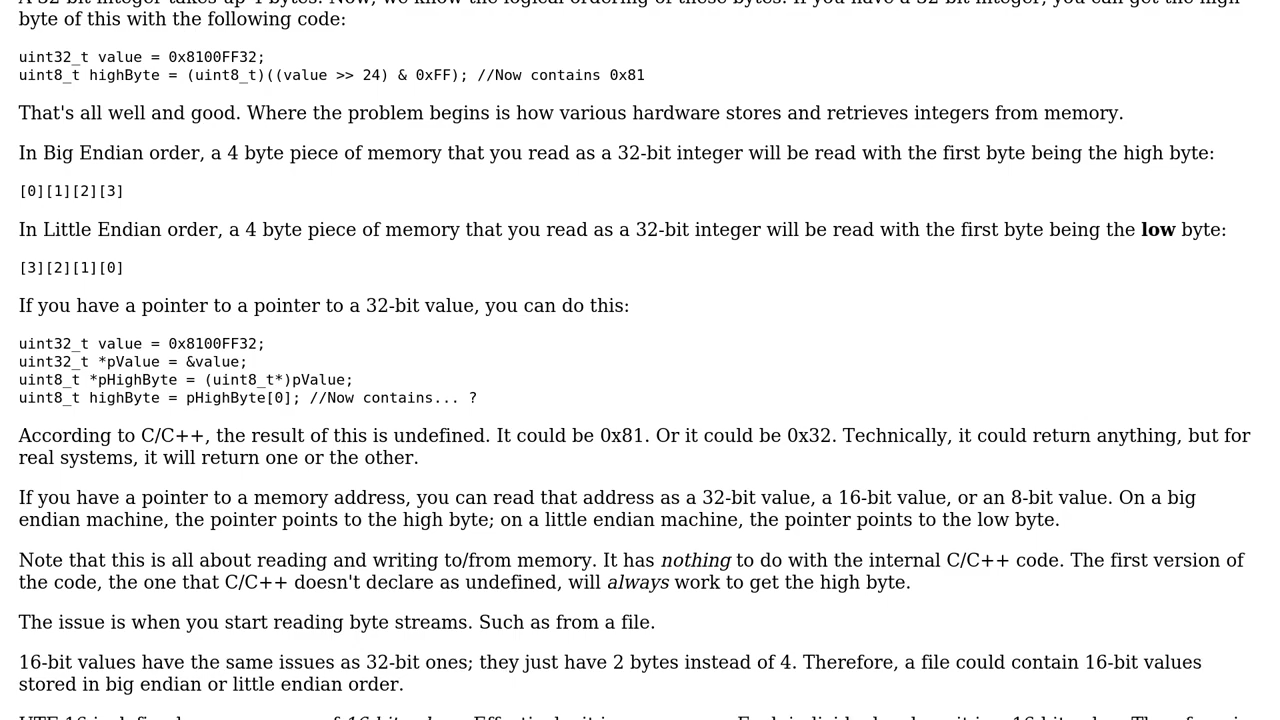 byte of this with the following code:
uint32_t value = 0x8100FF32;
uint8_t highByte = (uint8_t)((value >> 24) & 0xFF); //Now contains 0x81
That's all well and good. Where the problem begins is how various hardware stores and retrieves integers from memory.
In Big Endian order, a 4 byte piece of memory that you read as a 32-bit integer will be read with the first byte being the high byte:
[0][1][2][3]
In Little Endian order, a 4 byte piece of memory that you read as a 32-bit integer will be read with the first byte being the low byte:
[3][2][1][0]
If you have a pointer to a pointer to a 32-bit value, you can do this:
uint32_t value = 0x8100FF32;
uint32_t *pValue = &value;
uint8_t *pHighByte = (uint8_t*)pValue;
uint8_t highByte = pHighByte[0]; //Now contains... ?
According to C/C++, the result of this is undefined. It could be 0x81. Or it could be 0x32. Technically, it could return anything, but for
real systems, it will return one or the other.
If you have a pointer to a memory address, you can read that address as a 32-bit value, a 16-bit value, or an 8-bit value. On a big
endian machine, the pointer points to the high byte; on a little endian machine, the pointer points to the low byte.
Note that this is all about reading and writing to/from memory. It has nothing to do with the internal C/C++ code. The first version of
the code, the one that C/C++ doesn't declare as undefined, will always work to get the high byte.
The issue is when you start reading byte streams. Such as from a file.
16-bit values have the same issues as 32-bit ones; they just have 2 bytes instead of 4. Therefore, a file could contain 16-bit values
stored in big endian or little endian order.